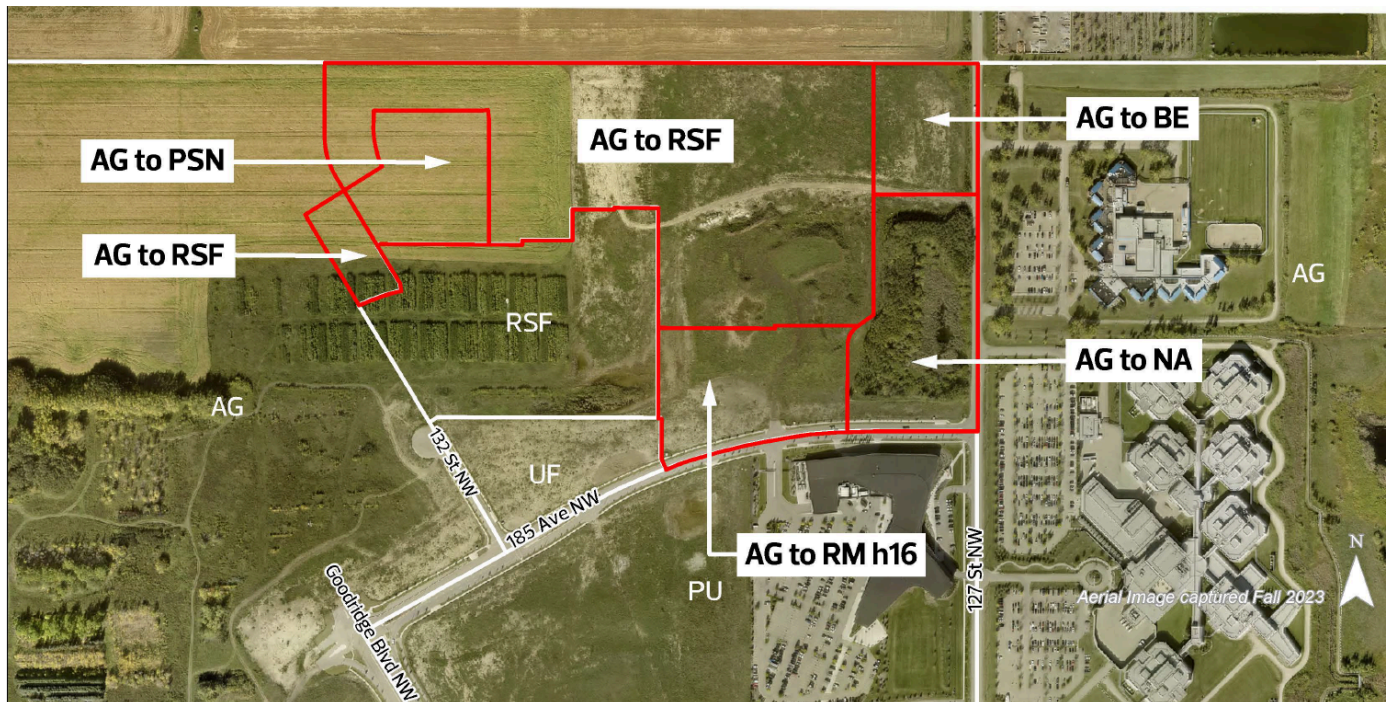 AG to BE
AG to RSF
AG to PSN
AG to RSF
AG
RSF
AG to NA
AG
132 St NW
UF
185 Ave NW
AG to RM h16
127 St NW
PU
Goodridge Blvd NW
Aerial Image captured Fall 2023
N